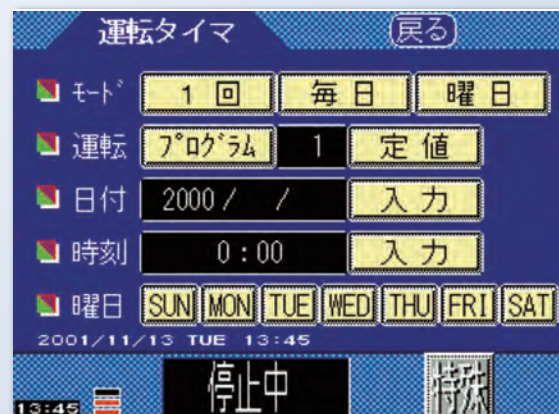 運転タイマ 戻る
ﾓｰﾄﾞ 1回 毎日 曜日
運転 ﾌﾟﾛｸﾞﾗﾑ 1 定値
日付 2000/ / 入力
時刻 0:00 入力
曜日 SUN MON TUE WED THU FRI SAT
2001/11/13 TUE 13:45
13:45 停止中 特殊